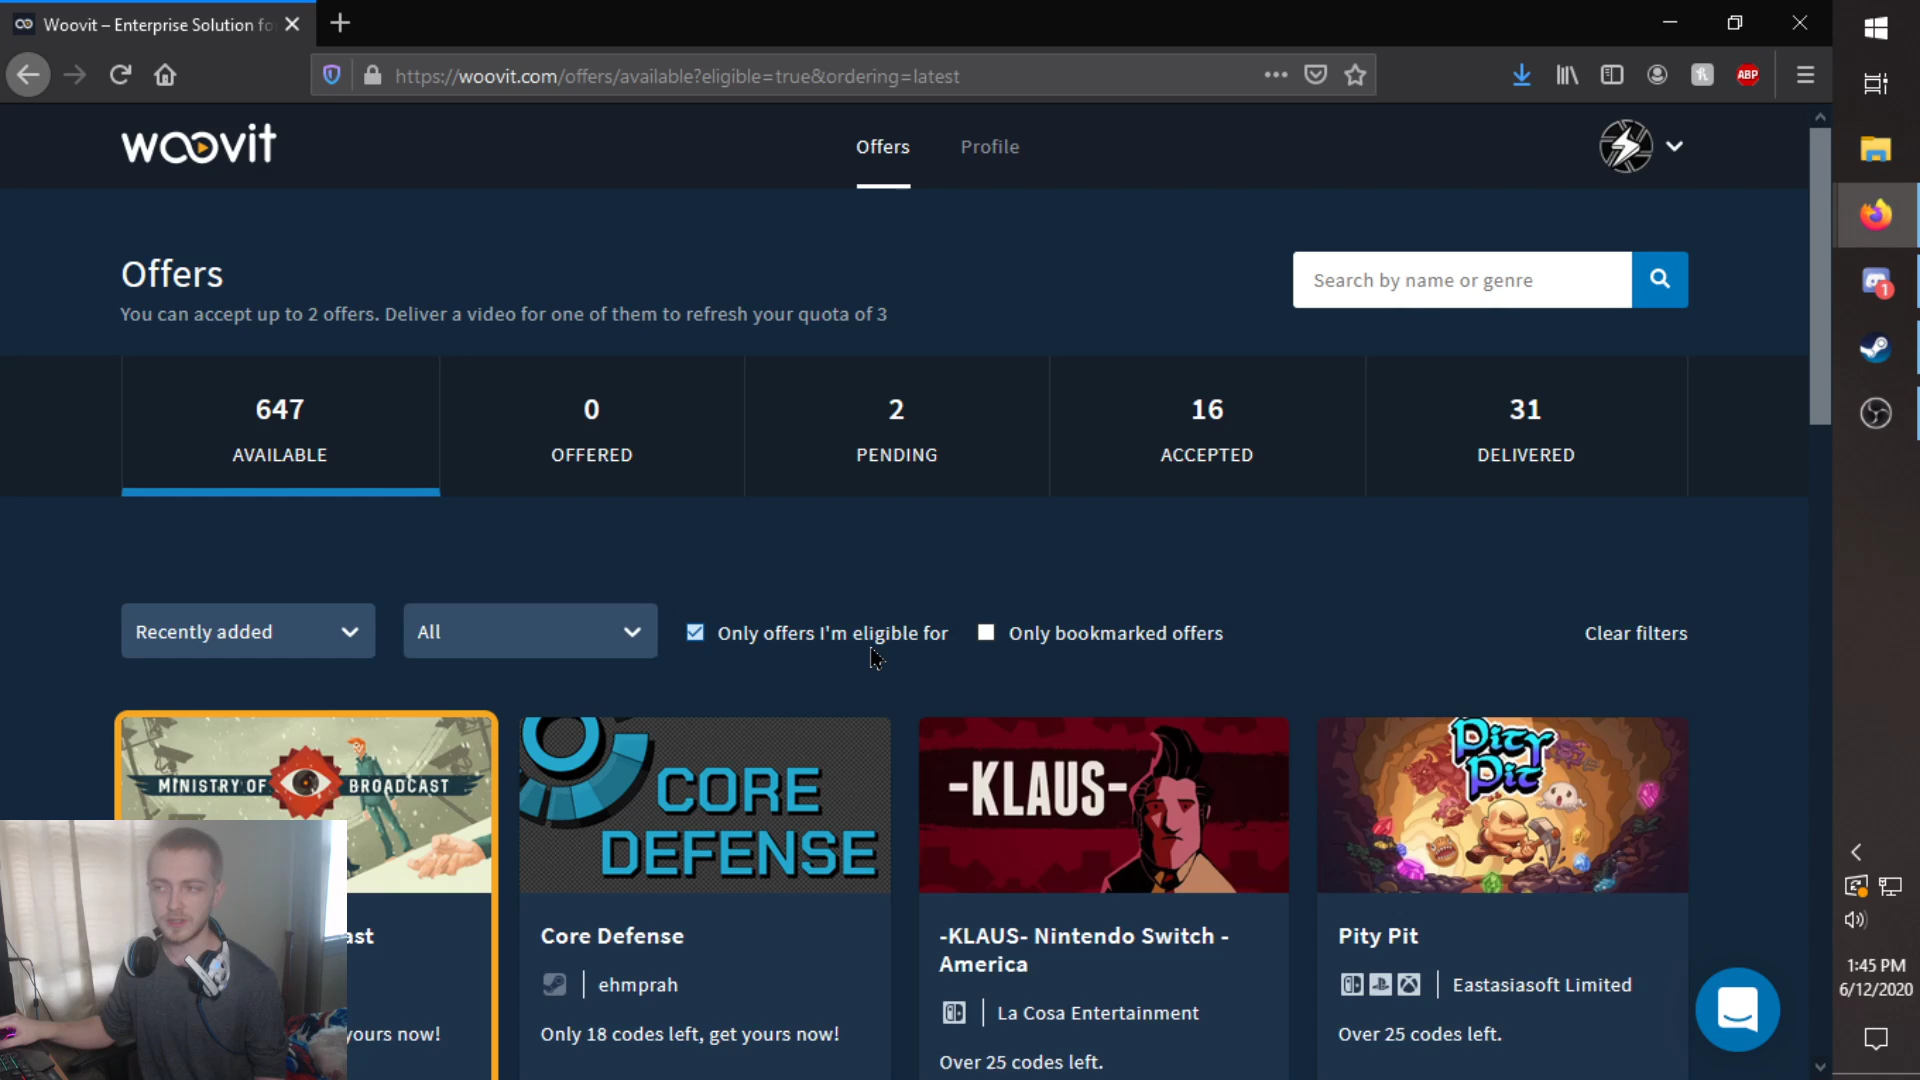 Woovit – Enterprise Solution fo
https://woovit.com/offers/available?eligible=true&ordering=latest
ABP
woovit
Offers
Profile
Offers
Search by name or genre
You can accept up to 2 offers. Deliver a video for one of them to refresh your quota of 3
647
0
2
16
31
AVAILABLE
OFFERED
PENDING
ACCEPTED
DELIVERED
Recently added
All
Only offers I'm eligible for
Only bookmarked offers
Clear filters
MINISTRY OF BROADCAST
CORE DEFENSE
-KLAUS-
Pity Pit
ast
Core Defense
-KLAUS- Nintendo Switch -
America
Pity Pit
ehmprah
La Cosa Entertainment
Eastasiasoft Limited
yours now!
Only 18 codes left, get yours now!
Over 25 codes left.
Over 25 codes left.
1
1:45 PM
6/12/2020